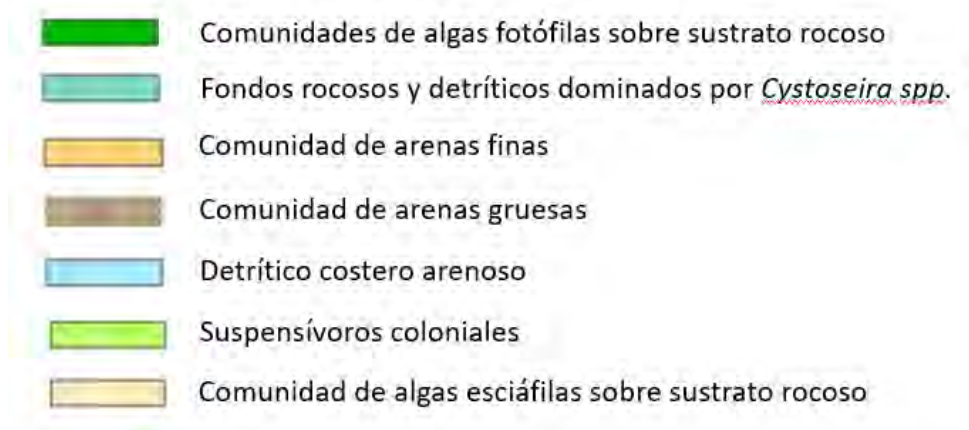 Comunidades de algas fotófilas sobre sustrato rocoso
Fondos rocosos y detríticos dominados por Cystoseira spp.
Comunidad de arenas finas
Comunidad de arenas gruesas
Detrítico costero arenoso
Suspensívoros coloniales
Comunidad de algas esciáfilas sobre sustrato rocoso